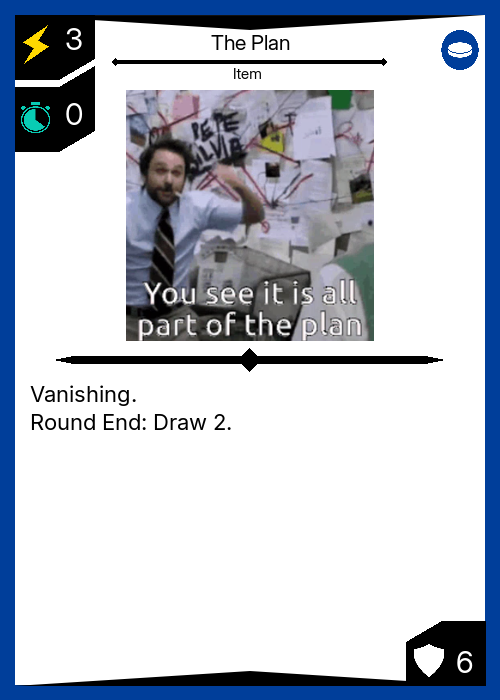 3
The Plan
Item
0
PEPE
SILVIA
You see it is all
part of the plan
Vanishing.
Round End: Draw 2.
6